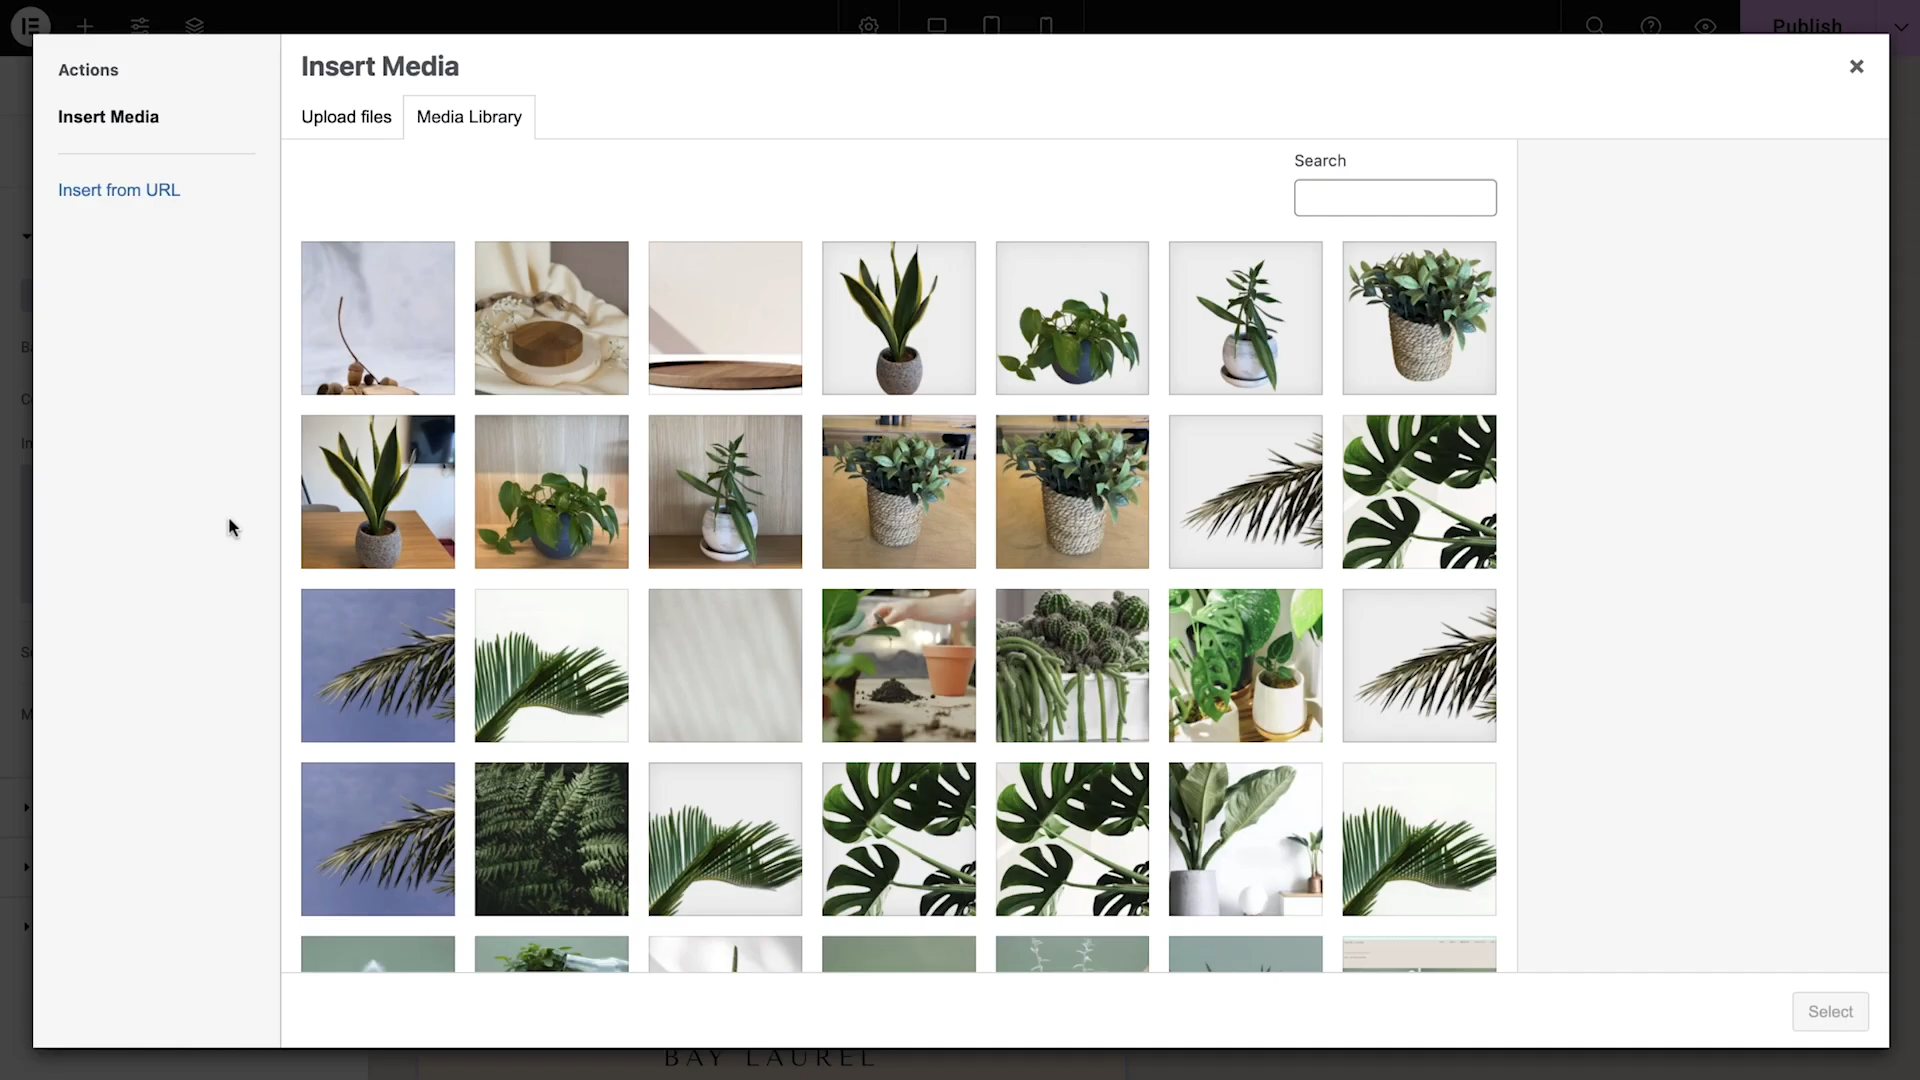 Publish
Actions
Insert Media
Insert from URL
Insert Media
Upload files
Media Library
Search
Select
BAY LAUREL